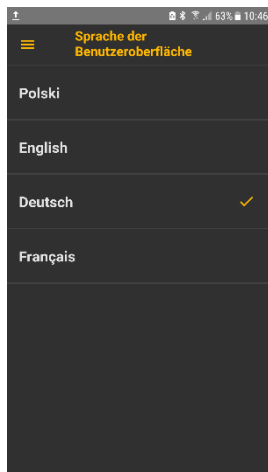 63% 10:46
Sprache der
Benutzeroberfläche
Polski
English
Deutsch
Français